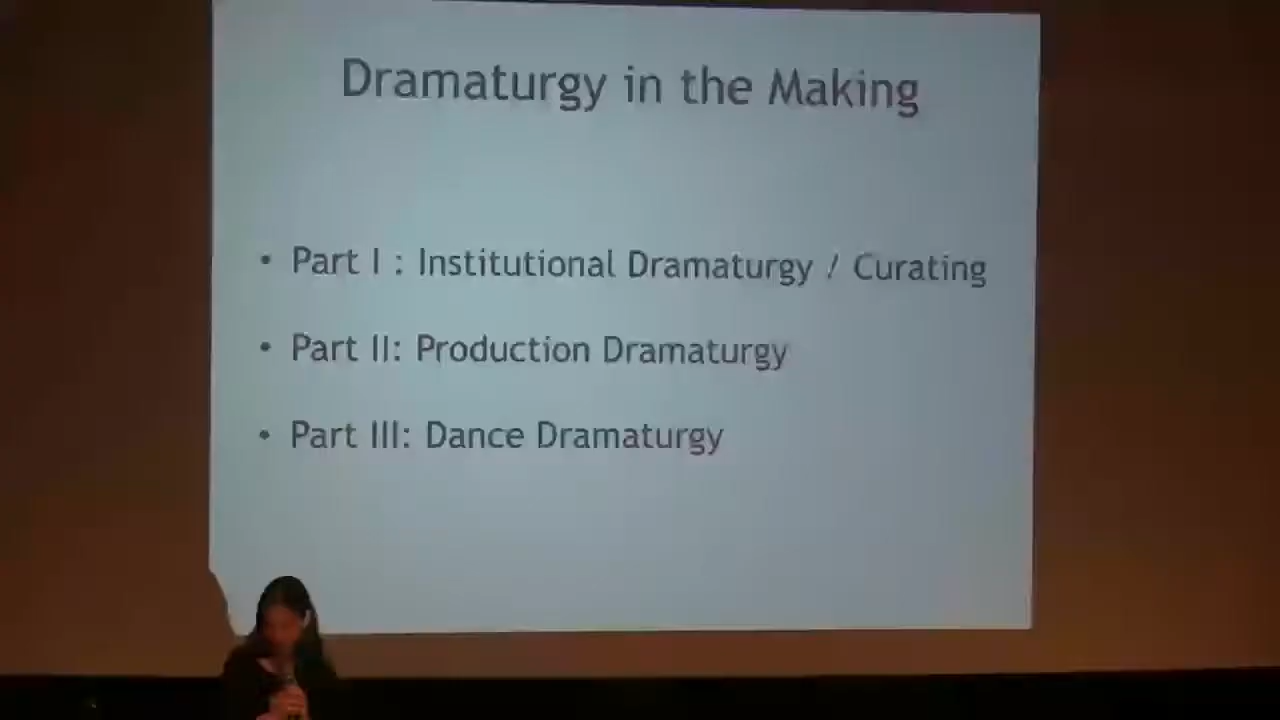 Dramaturgy in the Making
• Part I : Institutional Dramaturgy / Curating
• Part II: Production Dramaturgy
• Part III: Dance Dramaturgy